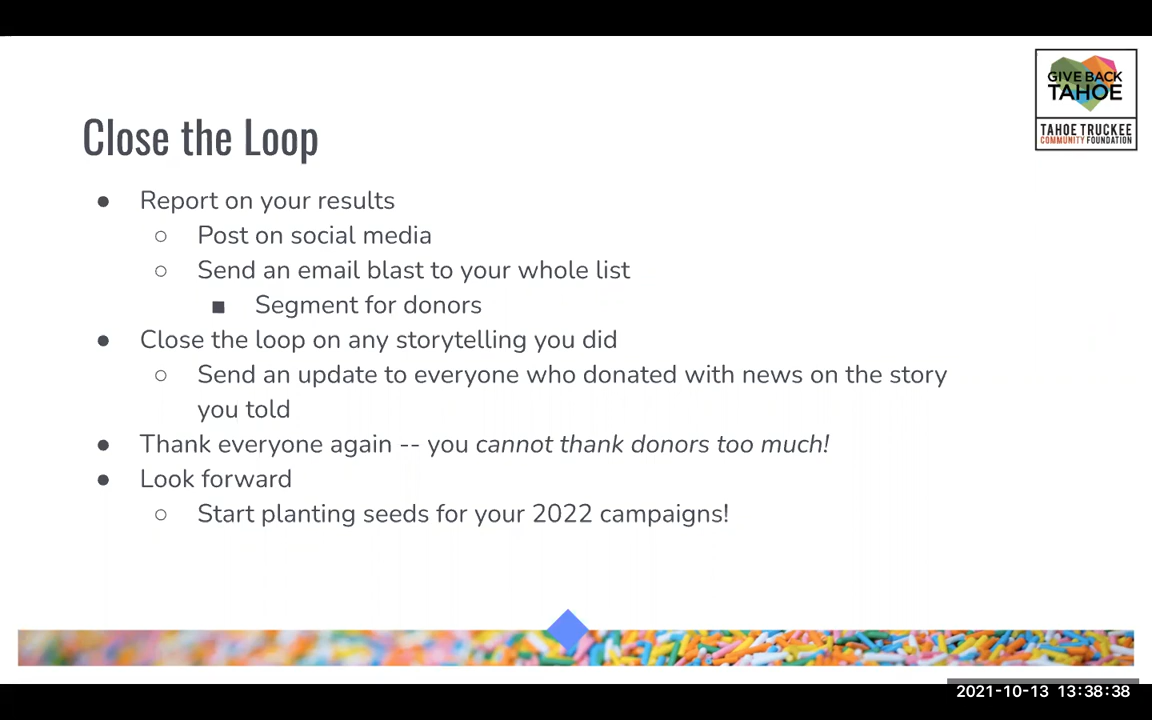 GIVE BACK
TAHOE
TAHOE TRUCKEE
COMMUNITY FOUNDATION
Close the Loop
● Report on your results
○ Post on social media
○ Send an email blast to your whole list
■ Segment for donors
● Close the loop on any storytelling you did
○ Send an update to everyone who donated with news on the story
you told
● Thank everyone again -- you cannot thank donors too much!
● Look forward
○ Start planting seeds for your 2022 campaigns!
2021-10-13 13:38:38